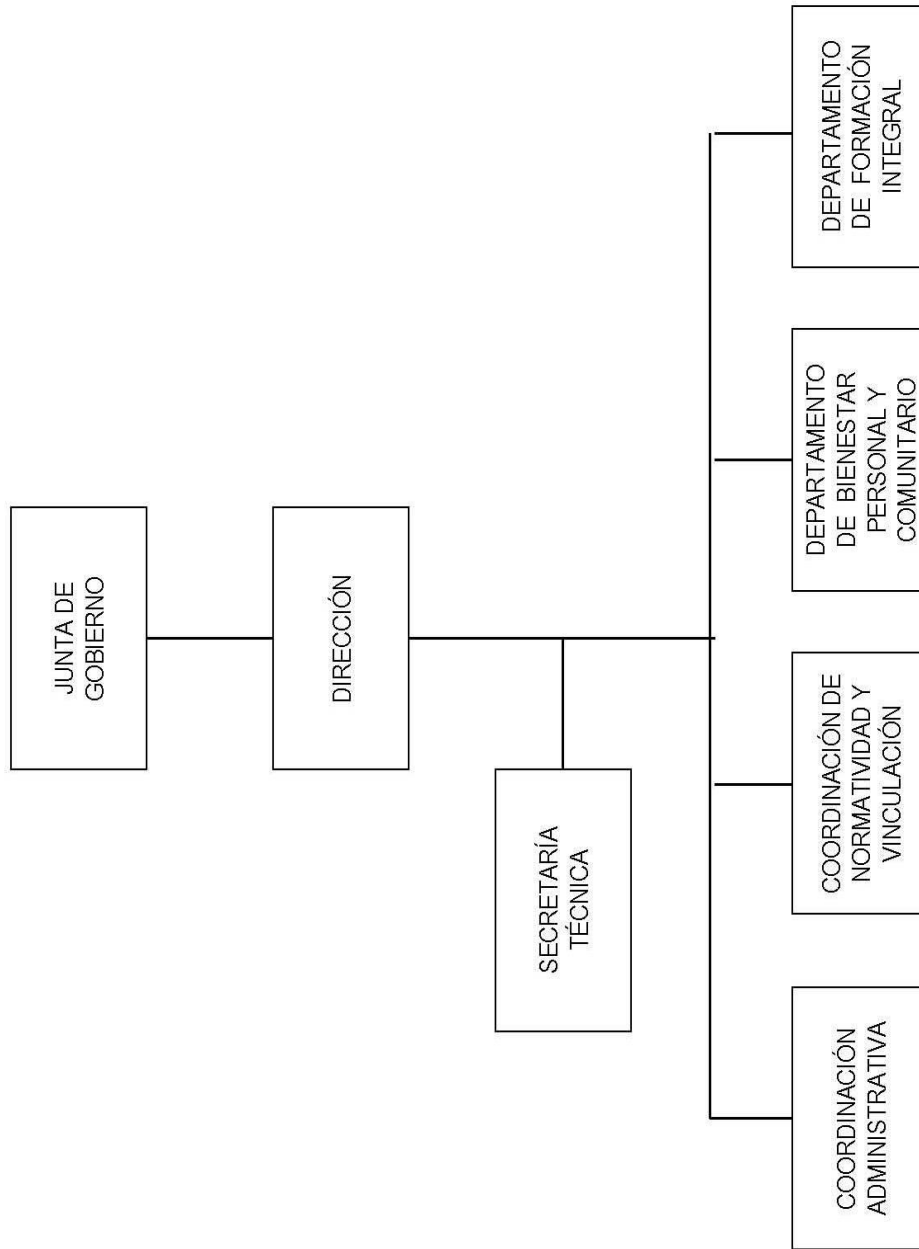 JUNTA DE
GOBIERNO
DIRECCIÓN
SECRETARÍA
TÉCNICA
COORDINACIÓN
ADMINISTRATIVA
COORDINACIÓN DE
NORMATIVIDAD Y
VINCULACIÓN
DEPARTAMENTO
DE BIENESTAR
PERSONAL Y
COMUNITARIO
DEPARTAMENTO
DE FORMACIÓN
INTEGRAL